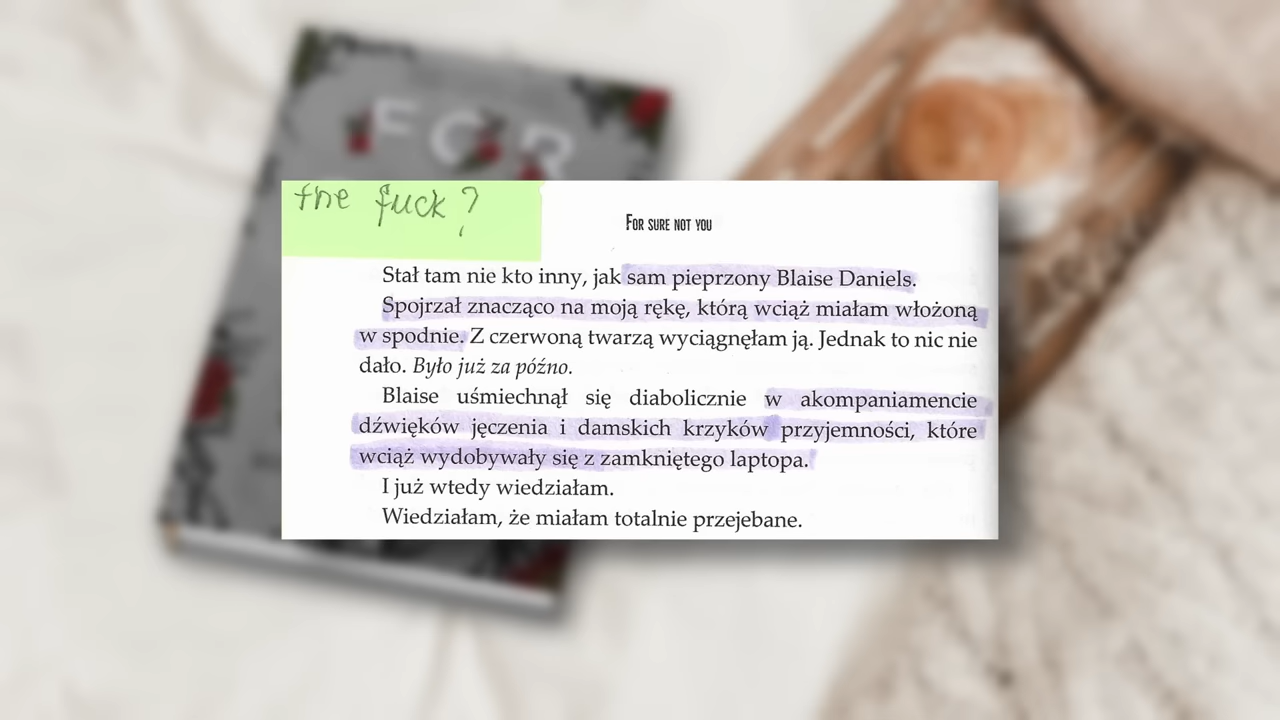 FOR
the fuck?
FOR SURE NOT YOU
Stał tam nie kto inny, jak sam pieprzony Blaise Daniels.
Spojrzał znacząco na moją rękę, którą wciąż miałam włożoną
w spodnie. Z czerwoną twarzą wyciągnęłam ją. Jednak to nic nie
dało. Było już za późno.
Blaise uśmiechnął się diabolicznie w akompaniamencie
dźwięków jęczenia i damskich krzyków przyjemności, które
wciąż wydobywały się z zamkniętego laptopa.
I już wtedy wiedziałam.
Wiedziałam, że miałam totalnie przejebane.